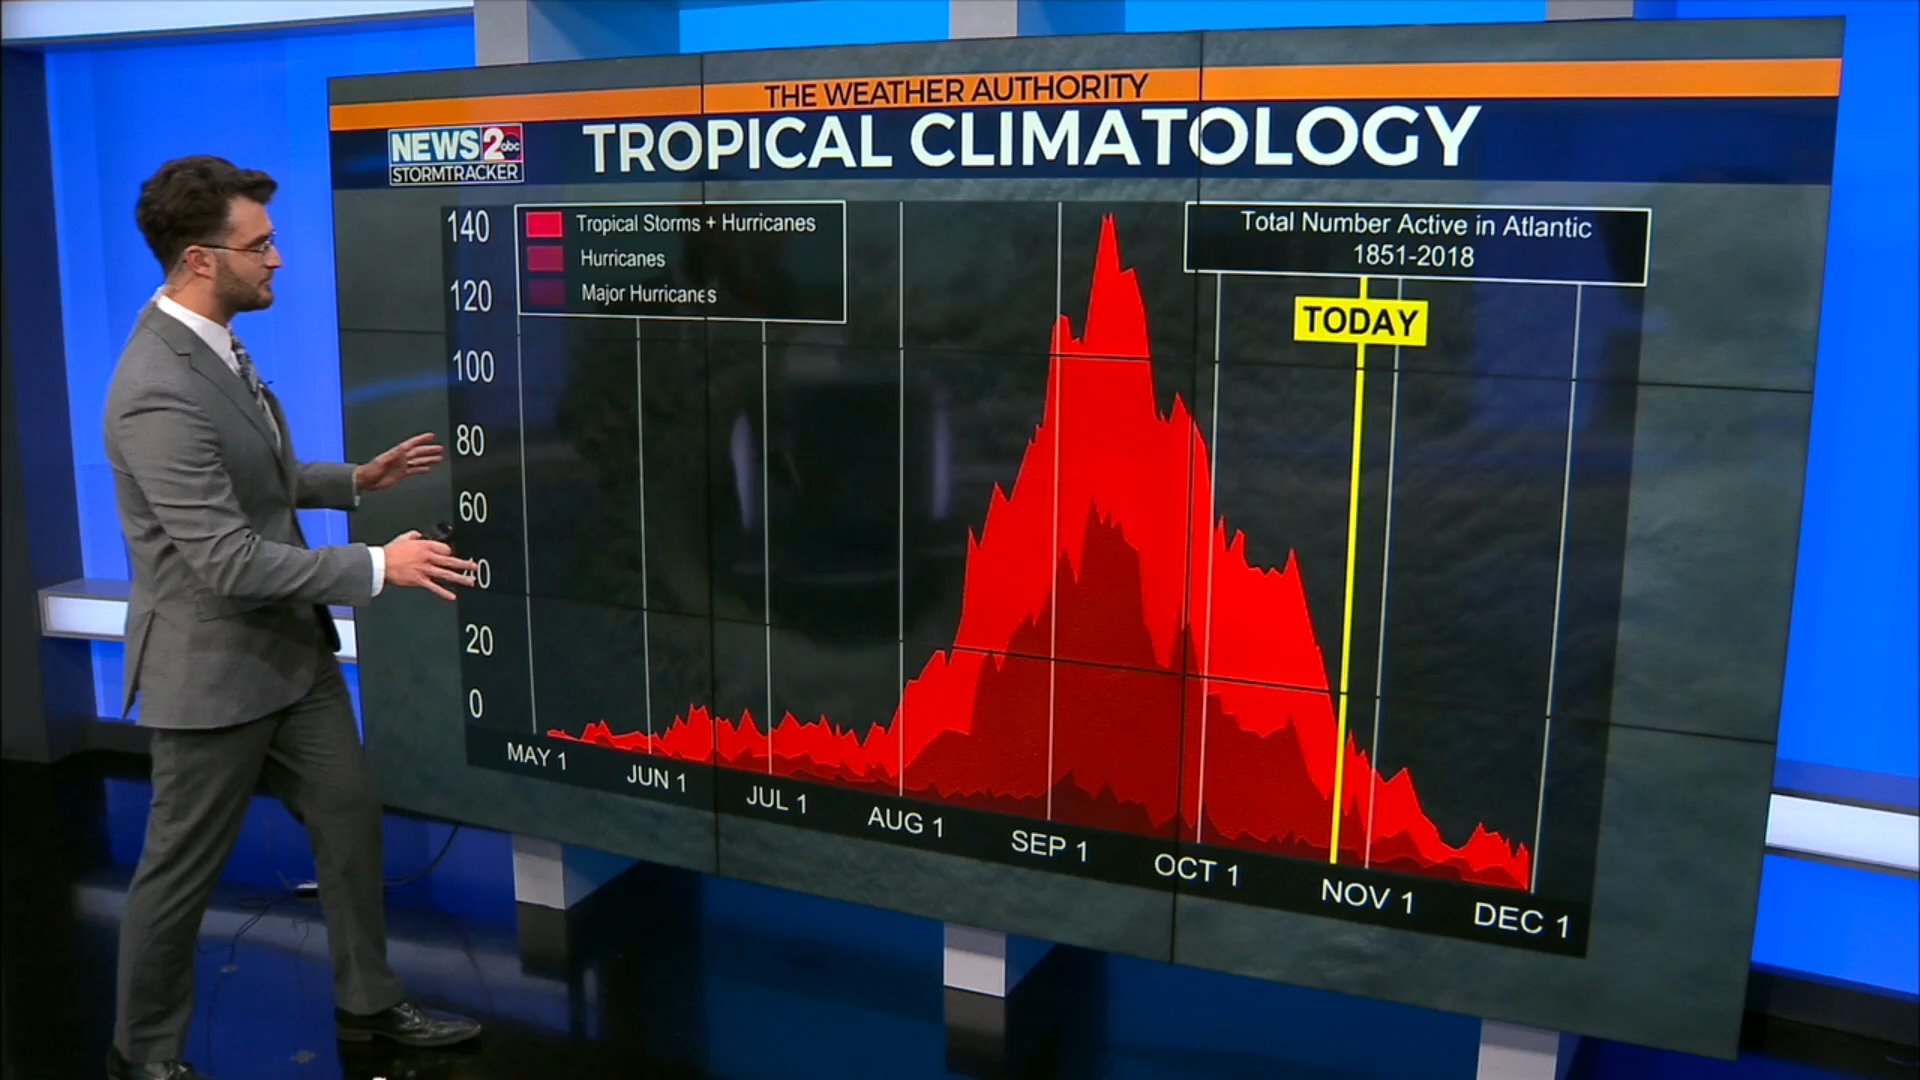 THE WEATHER AUTHORITY
NEWS 2 abc
STORMTRACKER
TROPICAL CLIMATOLOGY
Tropical Storms + Hurricanes
Hurricanes
Major Hurricanes
Total Number Active in Atlantic
1851-2018
TODAY
140
120
100
80
60
40
20
0
MAY 1
JUN 1
JUL 1
AUG 1
SEP 1
OCT 1
NOV 1
DEC 1